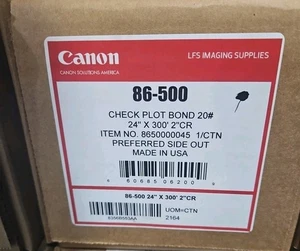 Canon
CANON SOLUTIONS AMERICA
LFS IMAGING SUPPLIES
86-500
CHECK PLOT BOND 20#
24" X 300' 2"CR
ITEM NO. 8650000045 1/CTN
PREFERRED SIDE OUT
MADE IN USA
86-500 24" X 300' 2"CR
UOM=CTN
2164